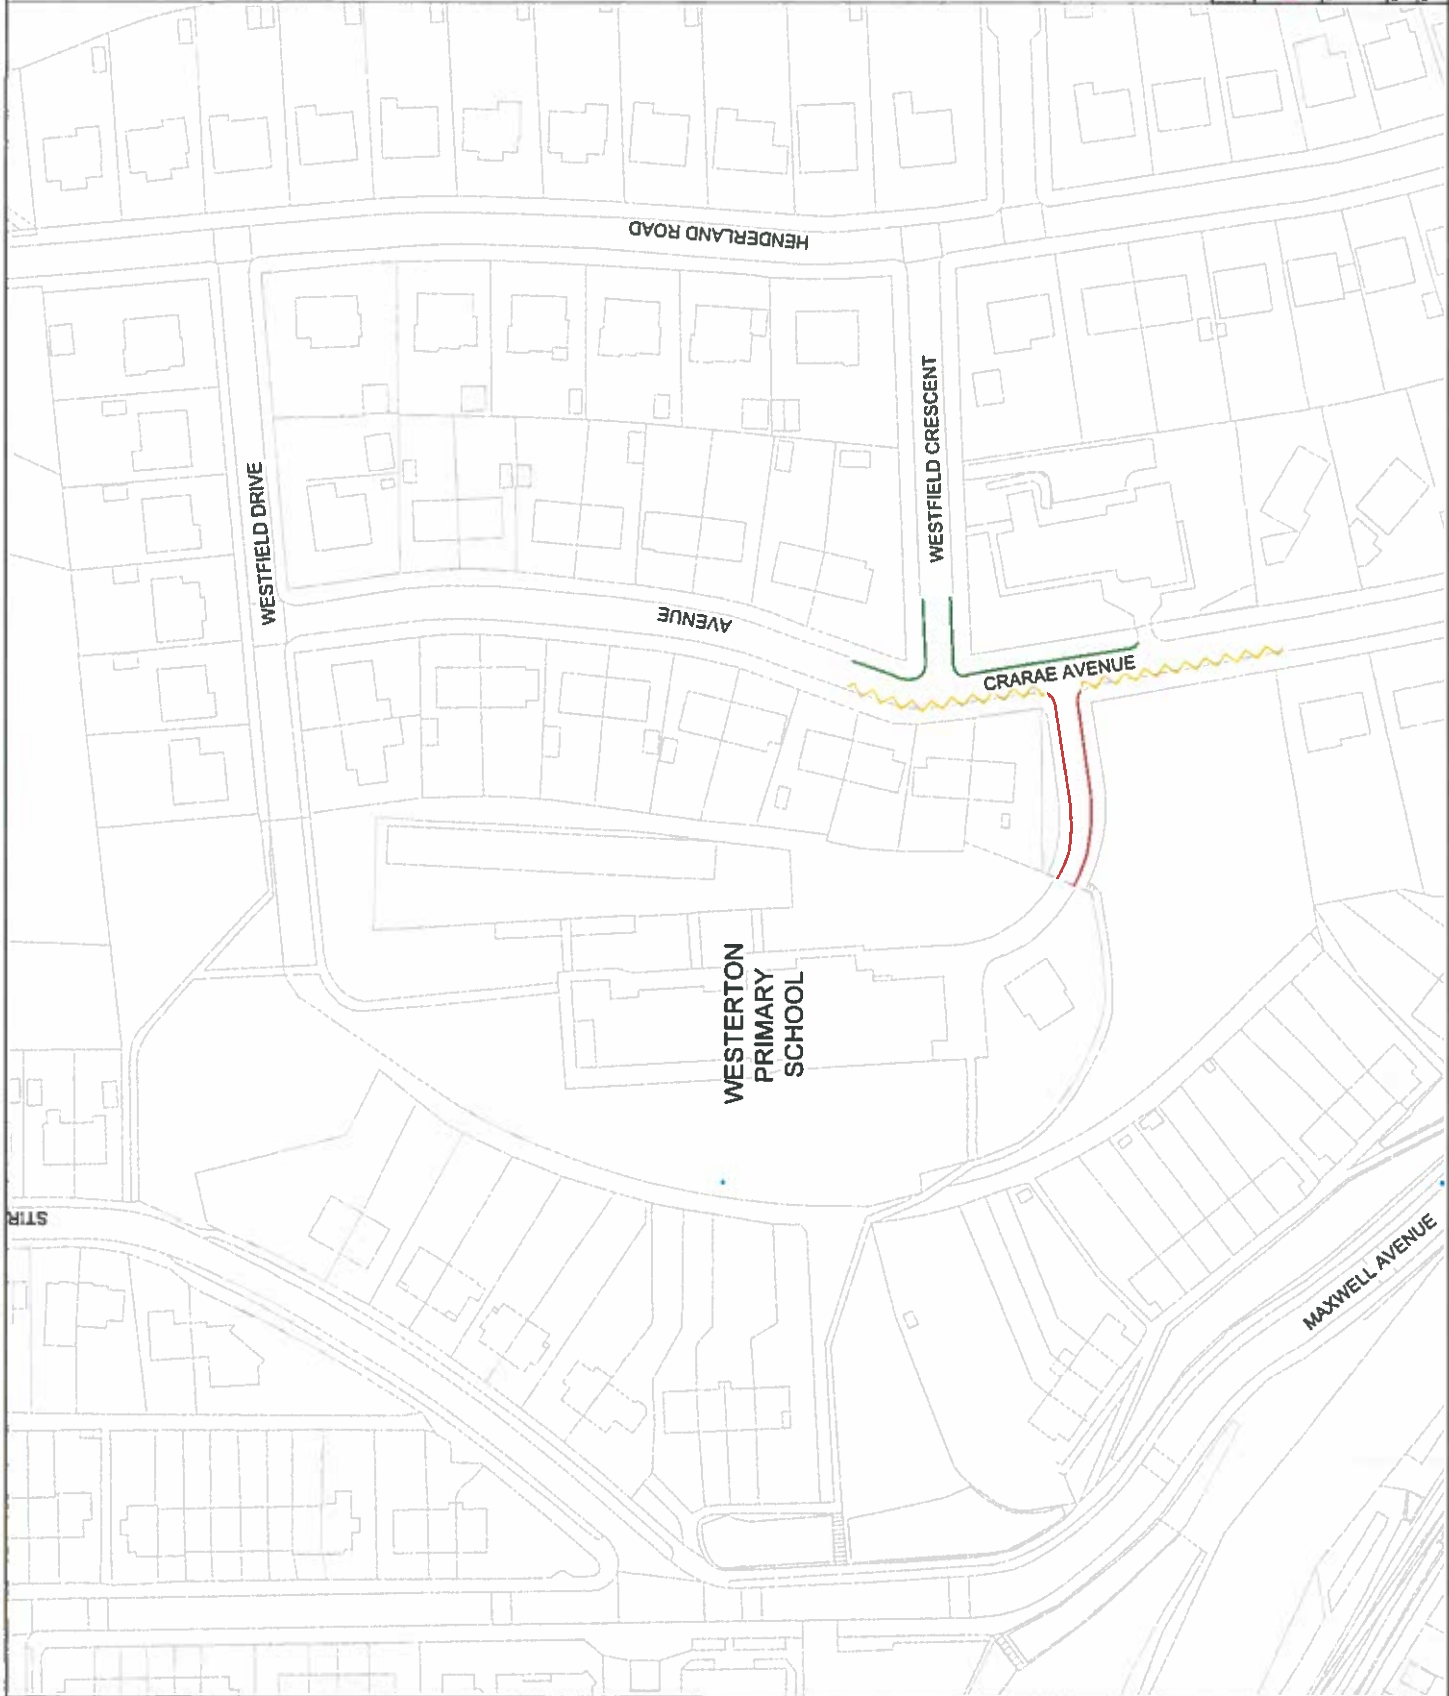 HENDERLAND ROAD
WESTFIELD CRESCENT
WESTFIELD DRIVE
AVENUE
CRARAE AVENUE
WESTERTON
PRIMARY
SCHOOL
STIR
MAXWELL AVENUE